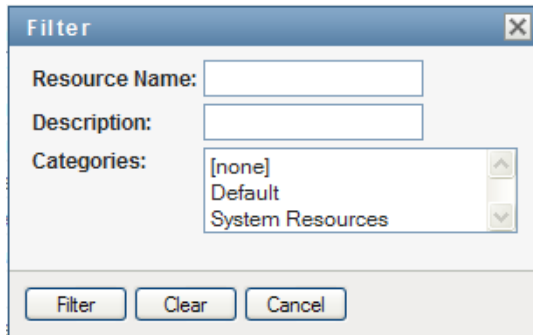 Filter
Resource Name:
Description:
Categories:
[none]
Default
System Resources
Filter Clear Cancel